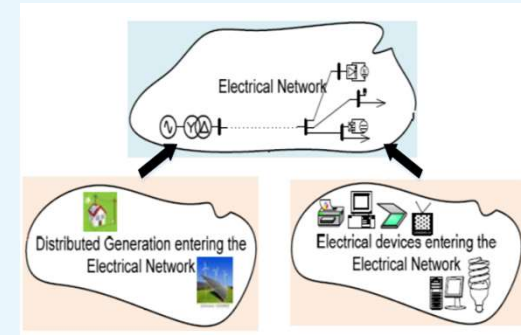 Electrical Network
Distributed Generation entering the
Electrical Network
Electrical devices entering the
Electrical Network